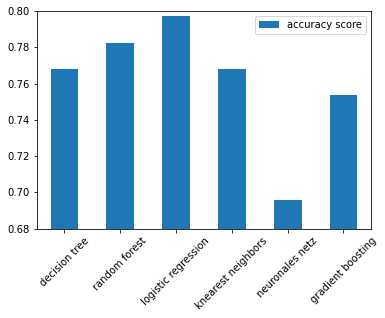 0.80
0.78
0.76
0.74
0.72
0.70
0.68
accuracy score
decision tree
random forest
logistic regression
knearest neighbors
neuronales netz
gradient boosting